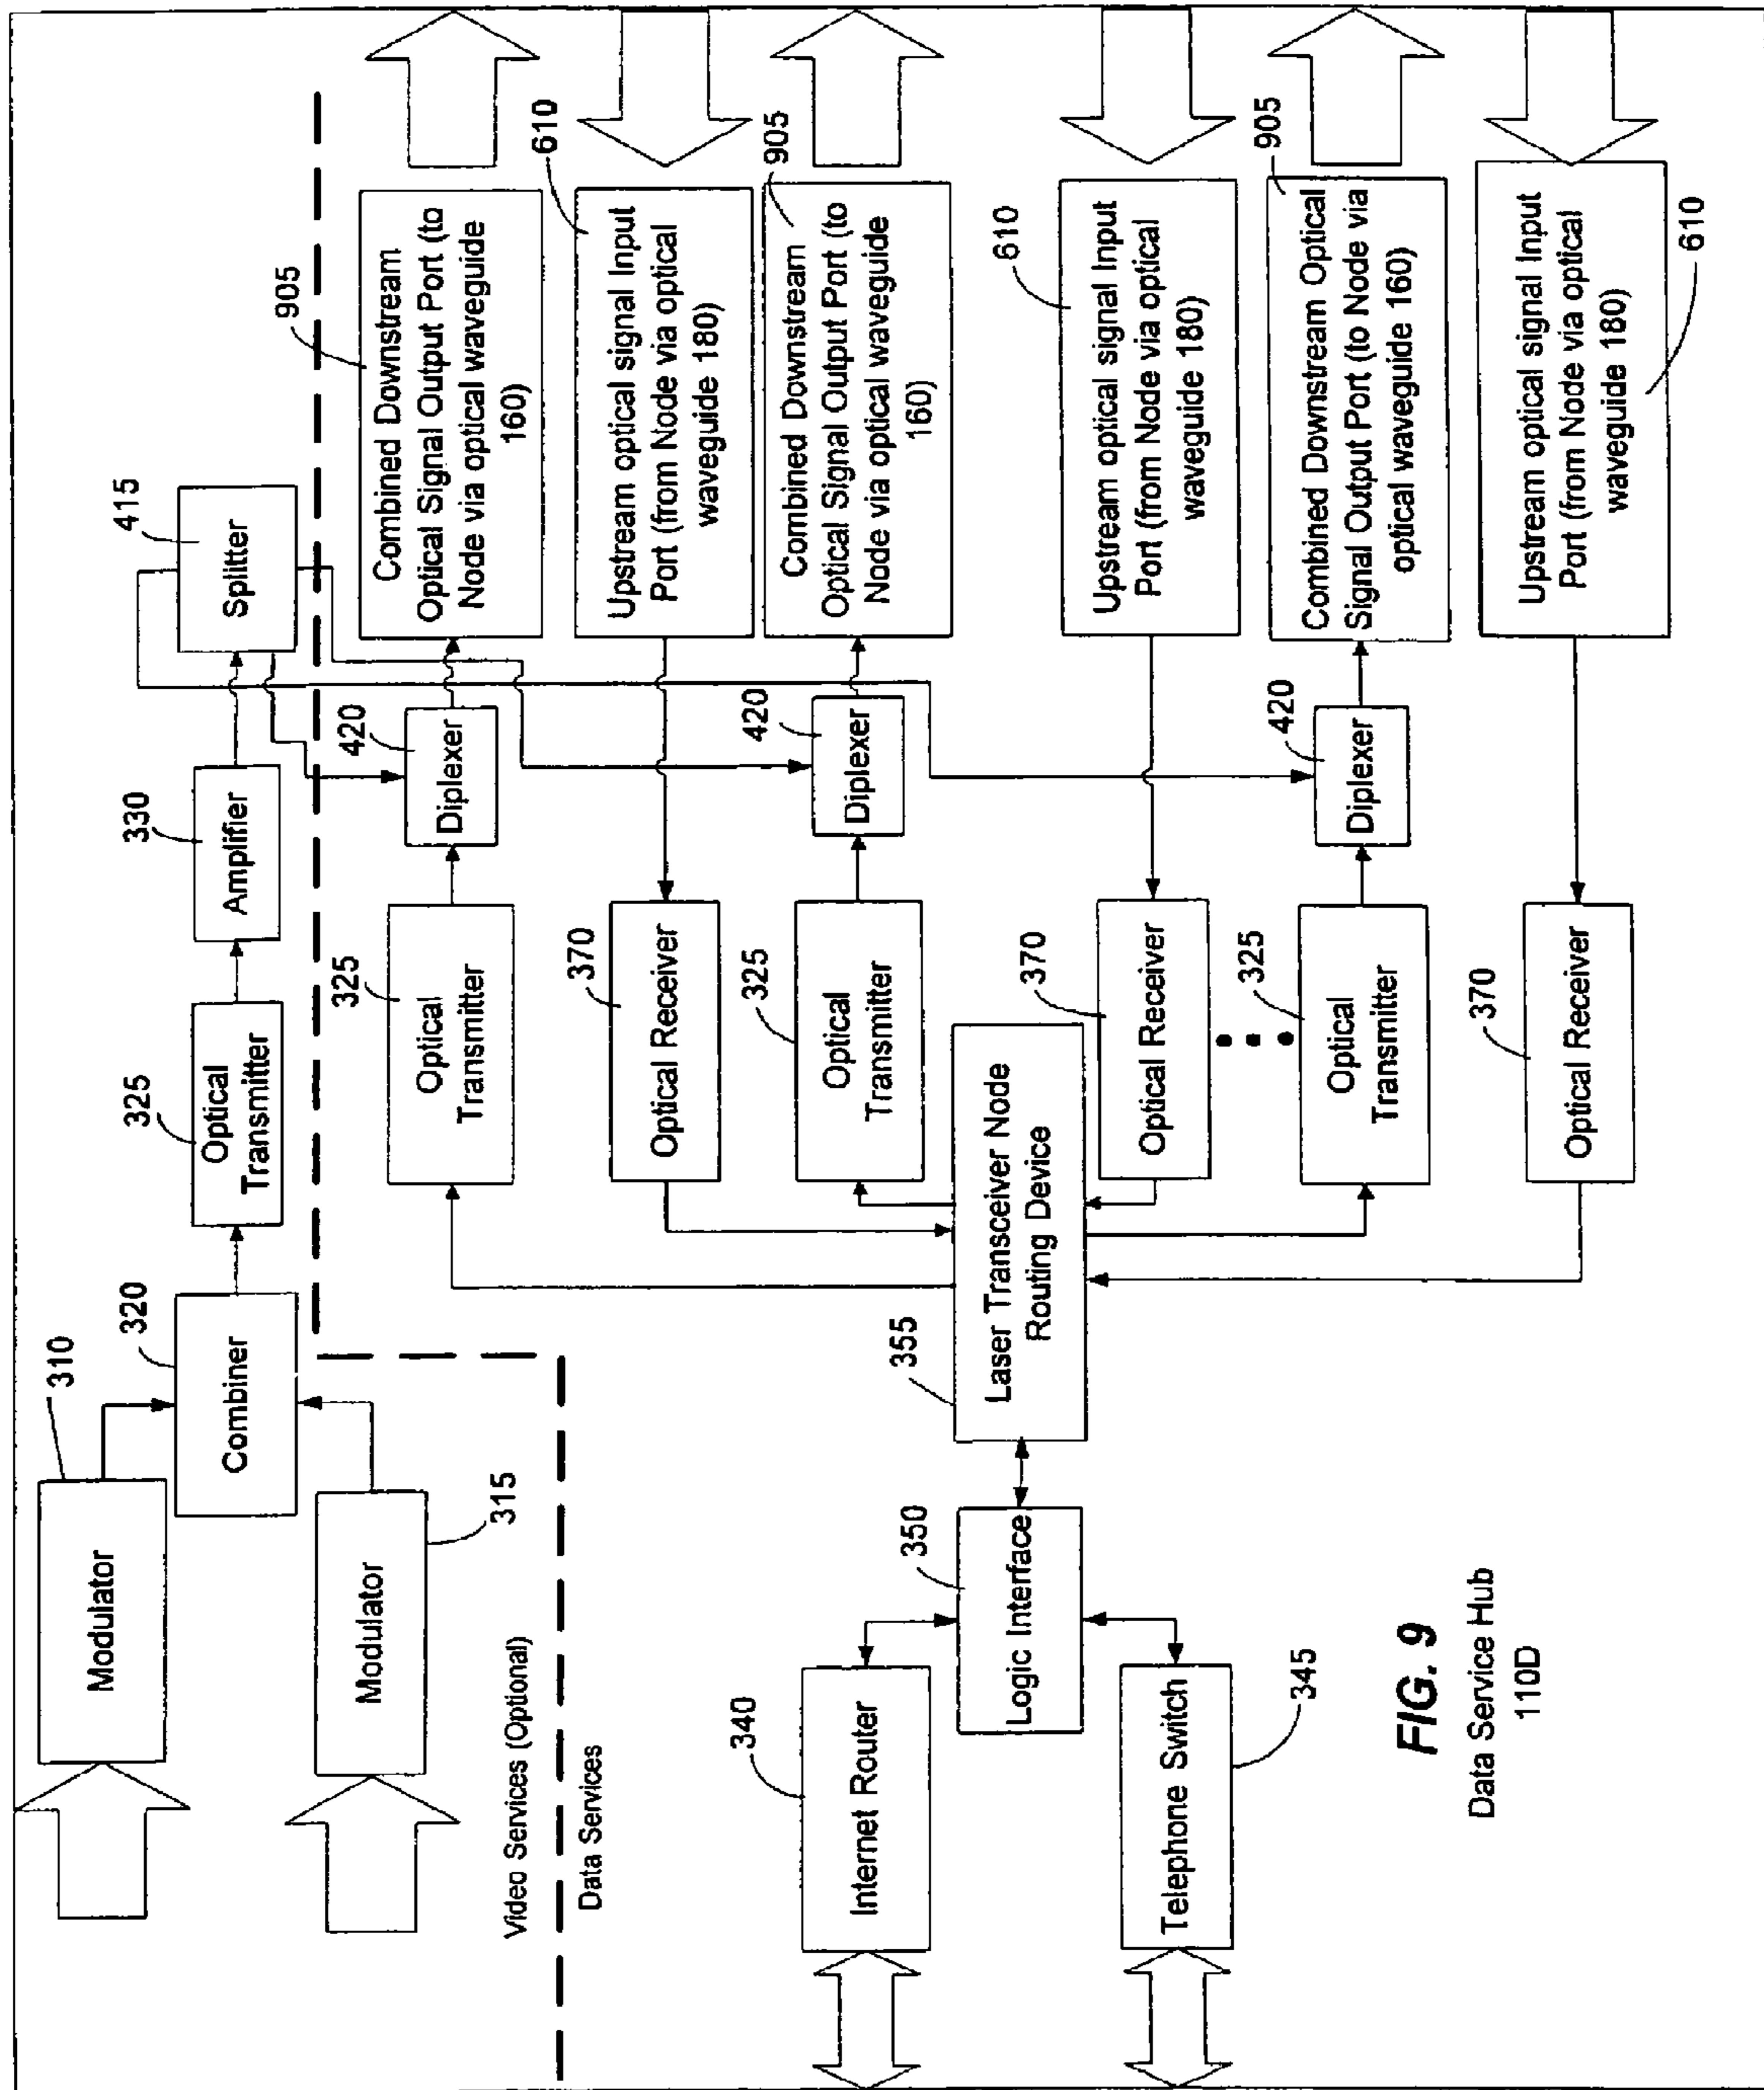 310
Modulator
320
Combiner
325
Optical
Transmitter
330
Amplifier
415
Splitter
Modulator
315
Video Services (Optional)
Data Services
325
Optical
Transmitter
420
Diplexer
905
Combined Downstream
Optical Signal Output Port (to
Node via optical waveguide
160)
370
Optical Receiver
610
Upstream optical signal Input
Port (from Node via optical
waveguide 180)
325
Optical
Transmitter
420
Diplexer
905
Combined Downstream
Optical Signal Output Port (to
Node via optical waveguide
160)
340
Internet Router
350
Logic Interface
355
Laser Transceiver Node
Routing Device
370
Optical Receiver
610
Upstream optical signal Input
Port (from Node via optical
waveguide 180)
Telephone Switch
345
325
Optical
Transmitter
420
Diplexer
905
Combined Downstream Optical
Signal Output Port (to Node via
optical waveguide 160)
370
Optical Receiver
Upstream optical signal Input
Port (from Node via optical
waveguide 180)
610
FIG. 9
Data Service Hub
110D